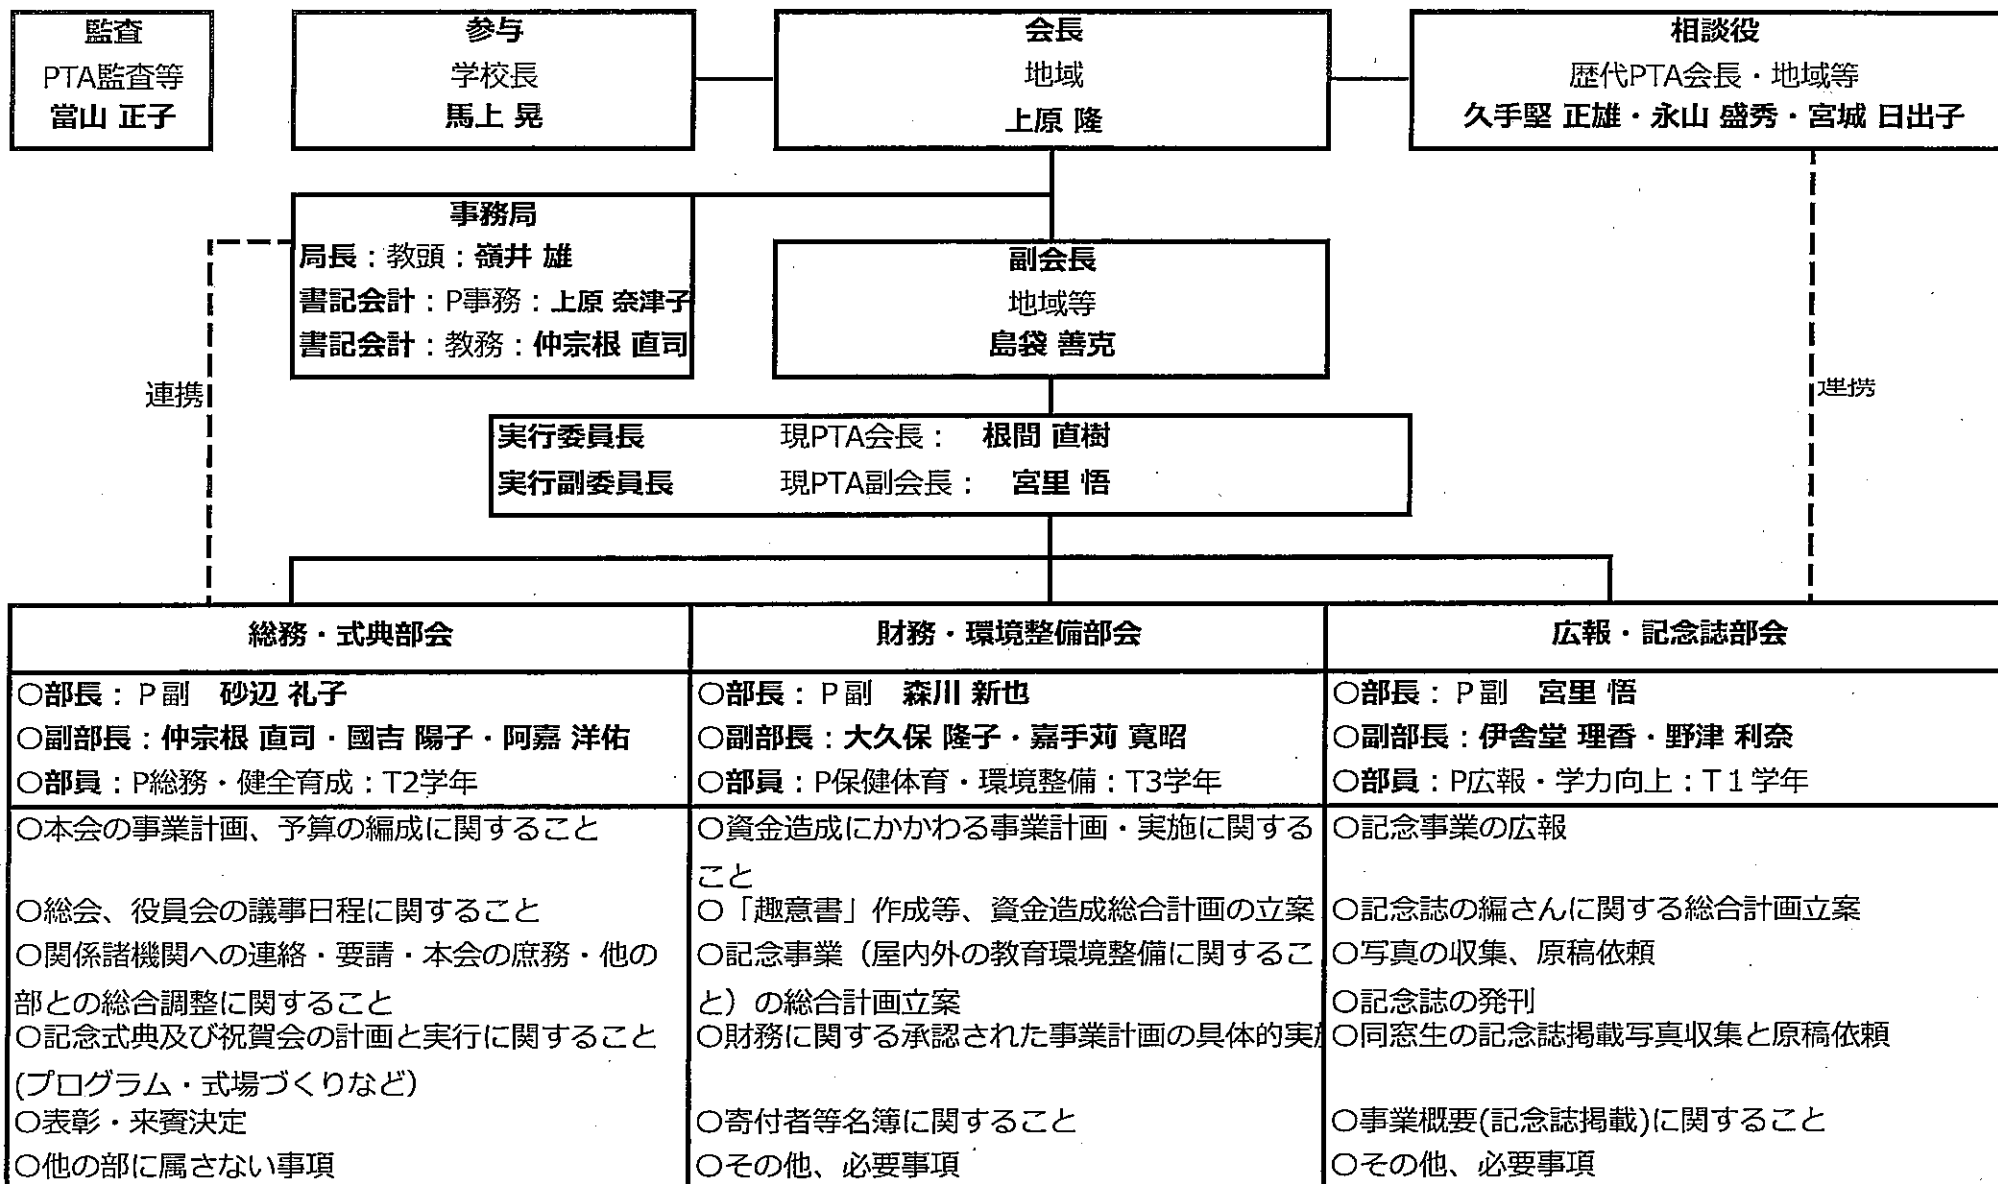 監査
PTA監査等
當山 正子
参与
学校長
馬上 晃
会長
地域
上原 隆
相談役
歴代PTA会長・地域等
久手堅 正雄・永山 盛秀・宮城 日出子
事務局
局長：教頭：嶺井 雄
書記会計：P事務：上原 奈津子
書記会計：教務：仲宗根 直司
副会長
地域等
島袋 善克
連携
連携
実行委員長 現PTA会長： 根間 直樹
実行副委員長 現PTA副会長： 宮里 悟
総務・式典部会
○部長：P副 砂辺 礼子
○副部長：仲宗根 直司・國吉 陽子・阿嘉 洋佑
○部員：P総務・健全育成：T2学年
○本会の事業計画、予算の編成に関すること
○総会、役員会の議事日程に関すること
○関係諸機関への連絡・要請・本会の庶務・他の
部との総合調整に関すること
○記念式典及び祝賀会の計画と実行に関すること
(プログラム・式場づくりなど)
○表彰・来賓決定
○他の部に属さない事項
財務・環境整備部会
○部長：P副 森川 新也
○副部長：大久保 隆子・嘉手苅 寛昭
○部員：P保健体育・環境整備：T3学年
○資金造成にかかわる事業計画・実施に関する
こと
○「趣意書」作成等、資金造成総合計画の立案
○記念事業（屋内外の教育環境整備に関するこ
と）の総合計画立案
○財務に関する承認された事業計画の具体的実施
○寄付者等名簿に関すること
○その他、必要事項
広報・記念誌部会
○部長：P副 宮里 悟
○副部長：伊舎堂 理香・野津 利奈
○部員：P広報・学力向上：T１学年
○記念事業の広報
○記念誌の編さんに関する総合計画立案
○写真の収集、原稿依頼
○記念誌の発刊
○同窓生の記念誌掲載写真収集と原稿依頼
○事業概要(記念誌掲載)に関すること
○その他、必要事項